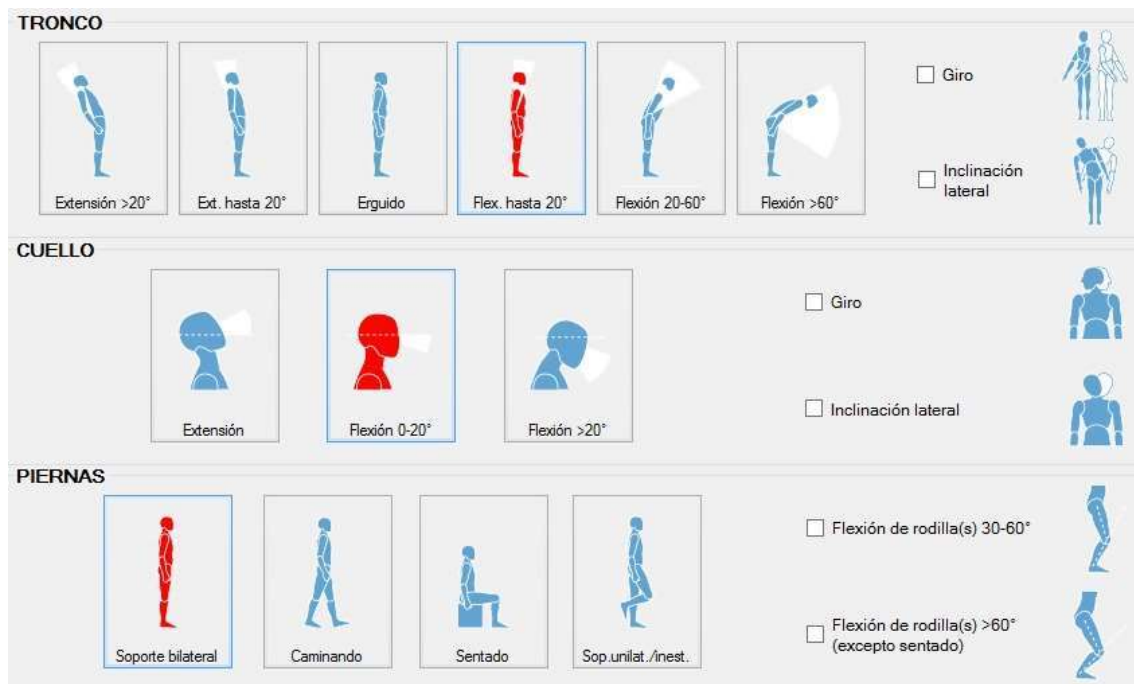 TRONCO
Extensión >20°
Ext. hasta 20°
Erguido
Flex. hasta 20°
Flexión 20-60°
Flexión >60°
Giro
Inclinación
lateral
CUELLO
Extensión
Flexión 0-20°
Flexión >20°
Giro
Inclinación lateral
PIERNAS
Soporte bilateral
Caminando
Sentado
Sop.unilat./inest.
Flexión de rodilla(s) 30-60°
Flexión de rodilla(s) >60°
(excepto sentado)